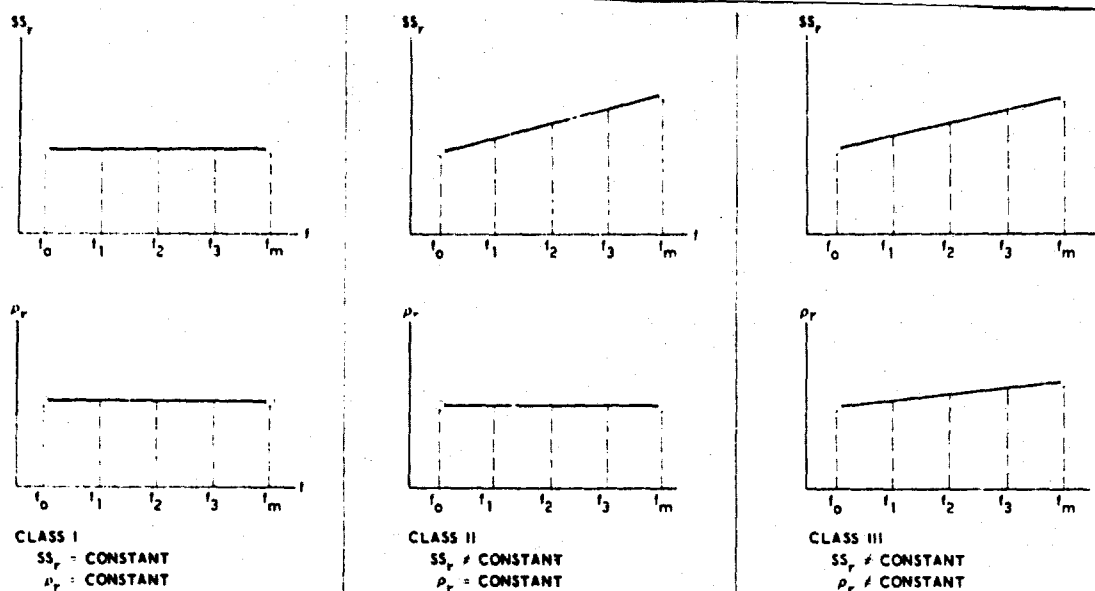 SS_r
f_o f_1 f_2 f_3 f_m f
ρ_r
f_o f_1 f_2 f_3 f_m f
CLASS I
SS_r = CONSTANT
ρ_r = CONSTANT
SS_r
f_o f_1 f_2 f_3 f_m f
ρ_r
f_o f_1 f_2 f_3 f_m
CLASS II
SS_r ≠ CONSTANT
ρ_r = CONSTANT
SS_r
f_o f_1 f_2 f_3 f_m
ρ_r
f_o f_1 f_2 f_3 f_m
CLASS III
SS_r ≠ CONSTANT
ρ_r ≠ CONSTANT